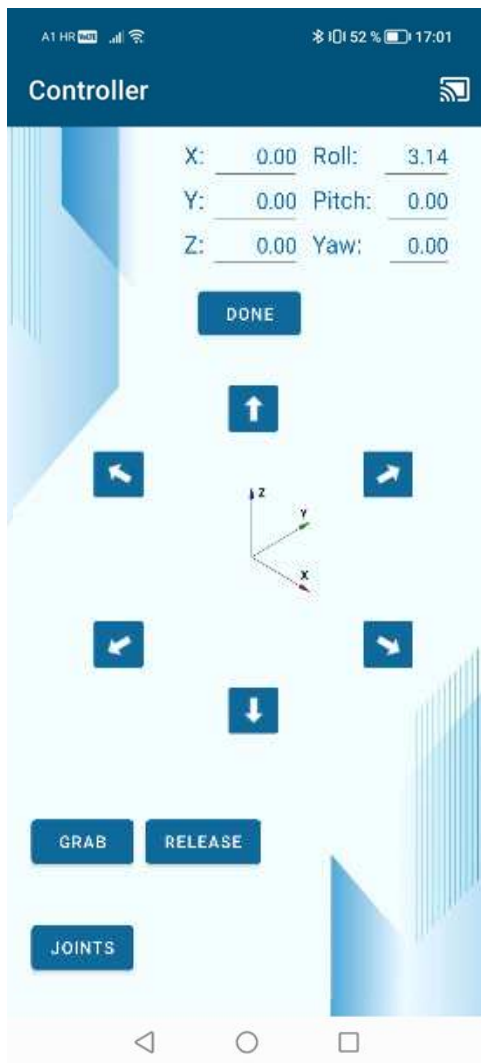 A1 HR VoLTE 52 % 17:01
Controller
X: 0.00 Roll: 3.14
Y: 0.00 Pitch: 0.00
Z: 0.00 Yaw: 0.00
DONE
Z
Y
X
GRAB RELEASE
JOINTS